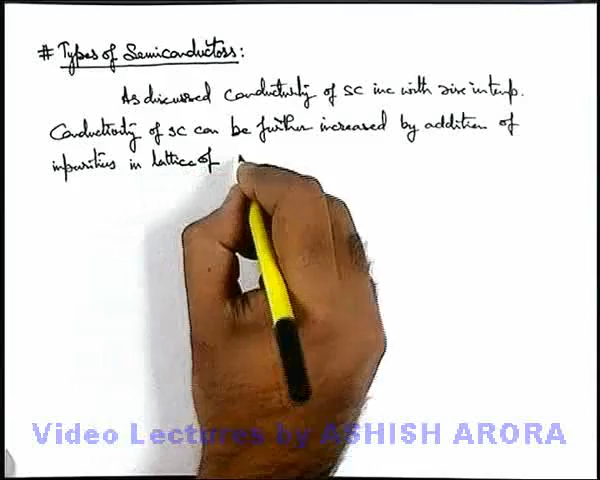 # Types of Semiconductors:
As discussed conductivity of SC inc with rise in temp.
Conductivity of SC can be further increased by addition of
impurities in lattice of
Video Lectures by ASHISH ARORA